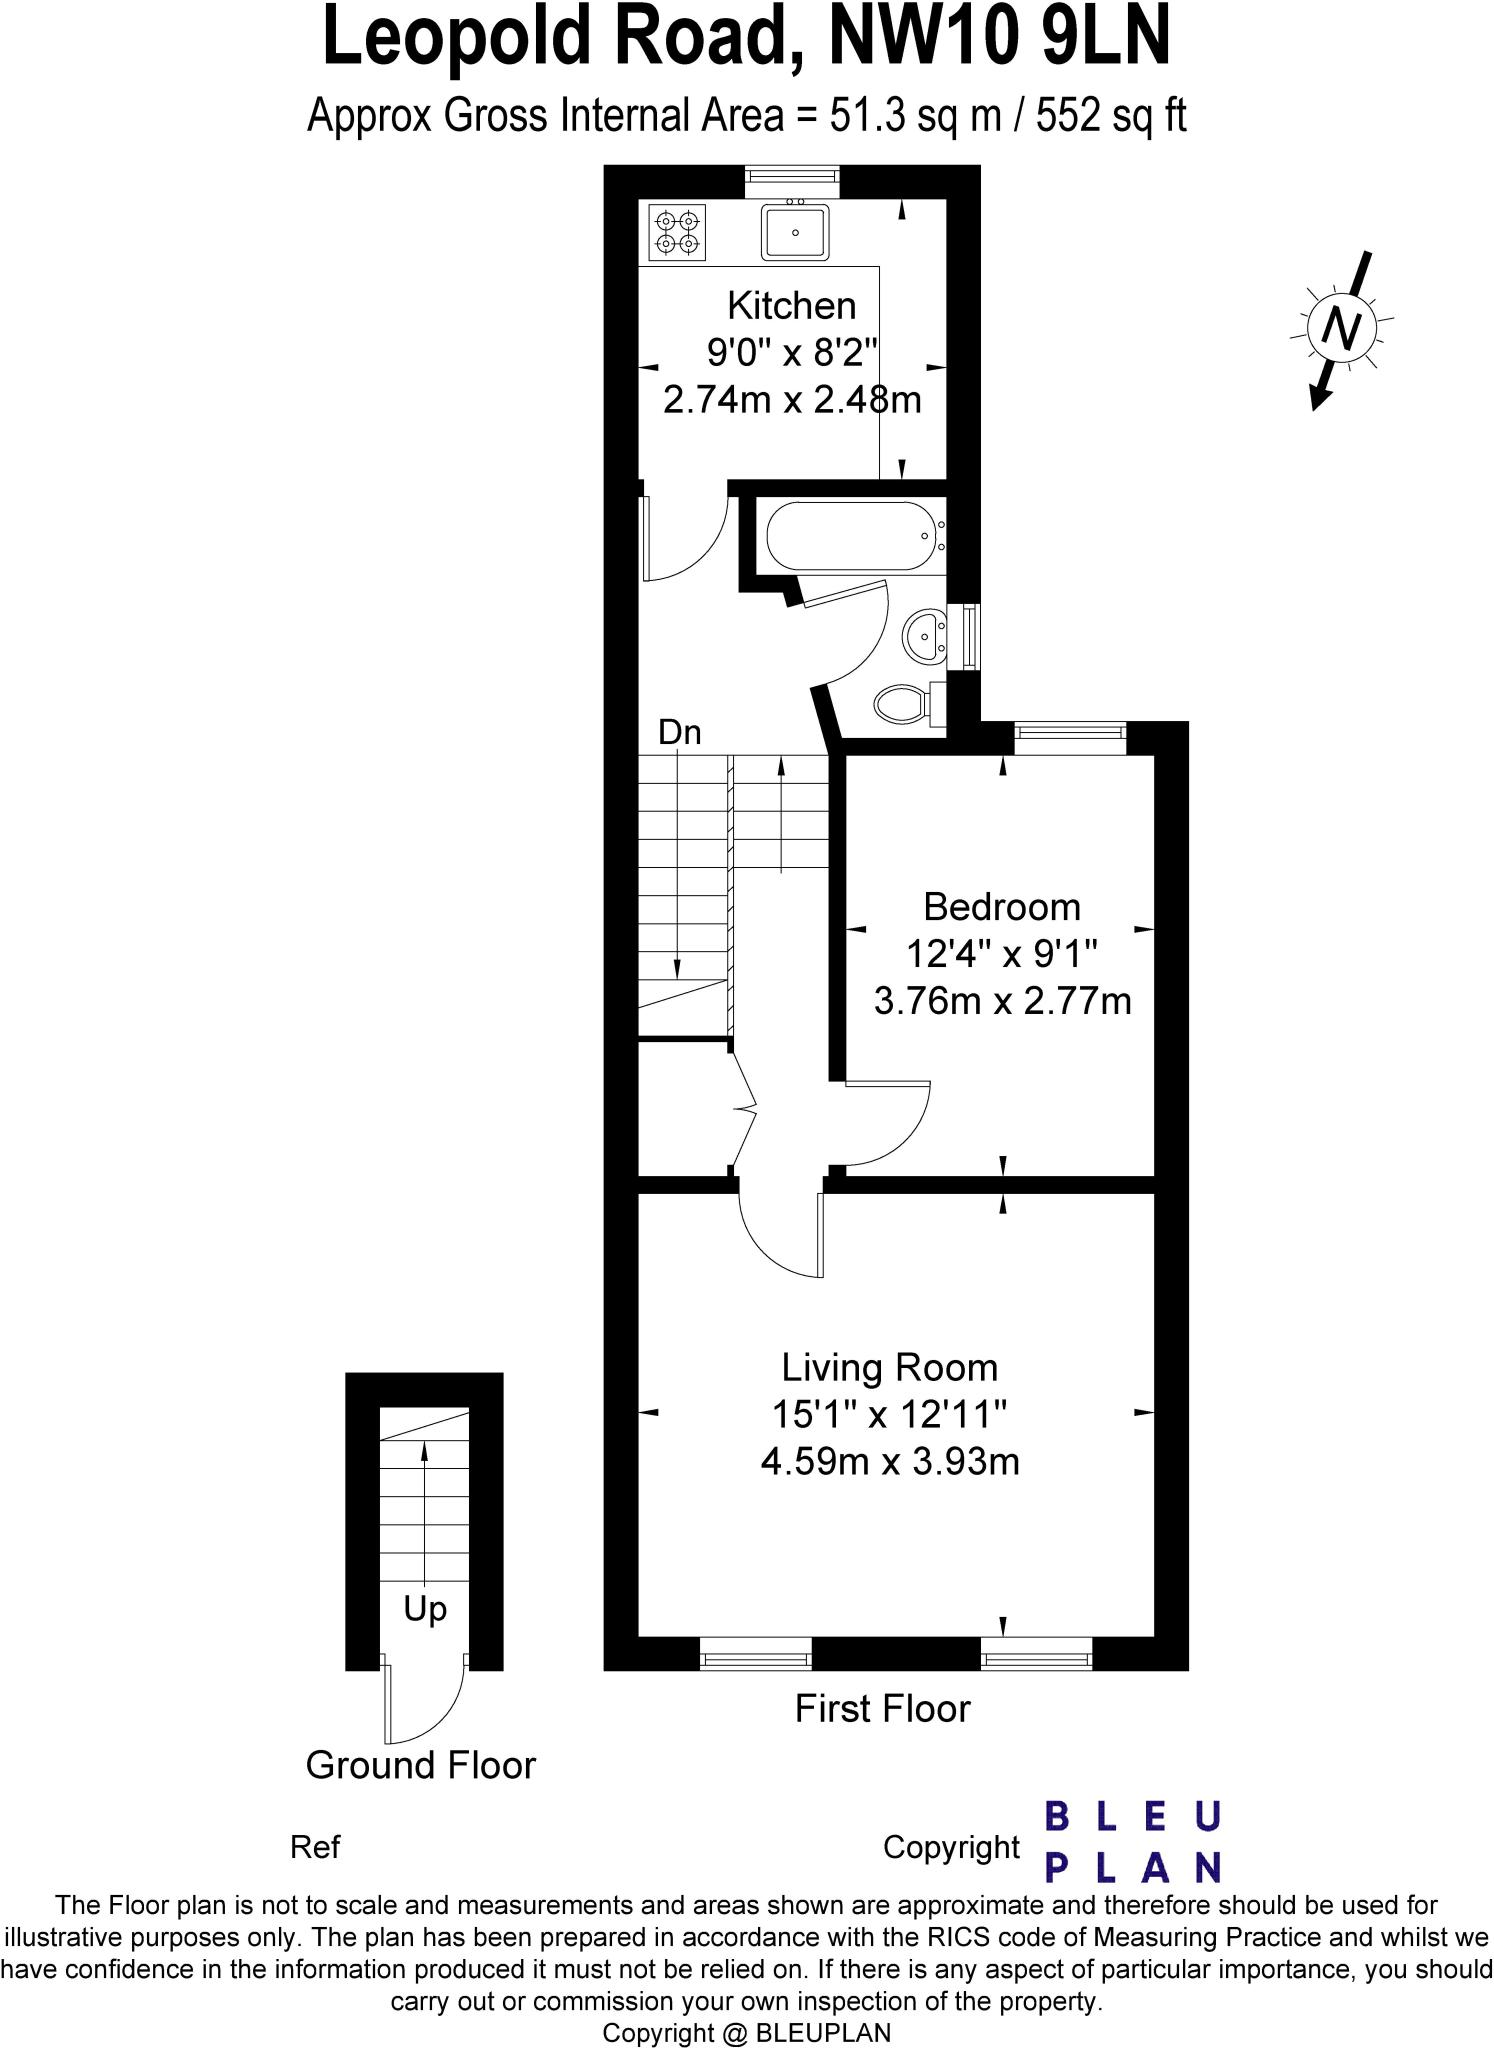 Leopold Road, NW10 9LN
Approx Gross Internal Area = 51.3 sq m / 552 sq ft
Kitchen
9'0" x 8'2"
2.74m x 2.48m
N
Dn
Bedroom
12'4" x 9'1"
3.76m x 2.77m
Living Room
15'1" x 12'11"
4.59m x 3.93m
Up
First Floor
Ground Floor
Ref
Copyright
BLEU
PLAN
The Floor plan is not to scale and measurements and areas shown are approximate and therefore should be used for
illustrative purposes only. The plan has been prepared in accordance with the RICS code of Measuring Practice and whilst we
have confidence in the information produced it must not be relied on. If there is any aspect of particular importance, you should
carry out or commission your own inspection of the property.
Copyright @ BLEUPLAN